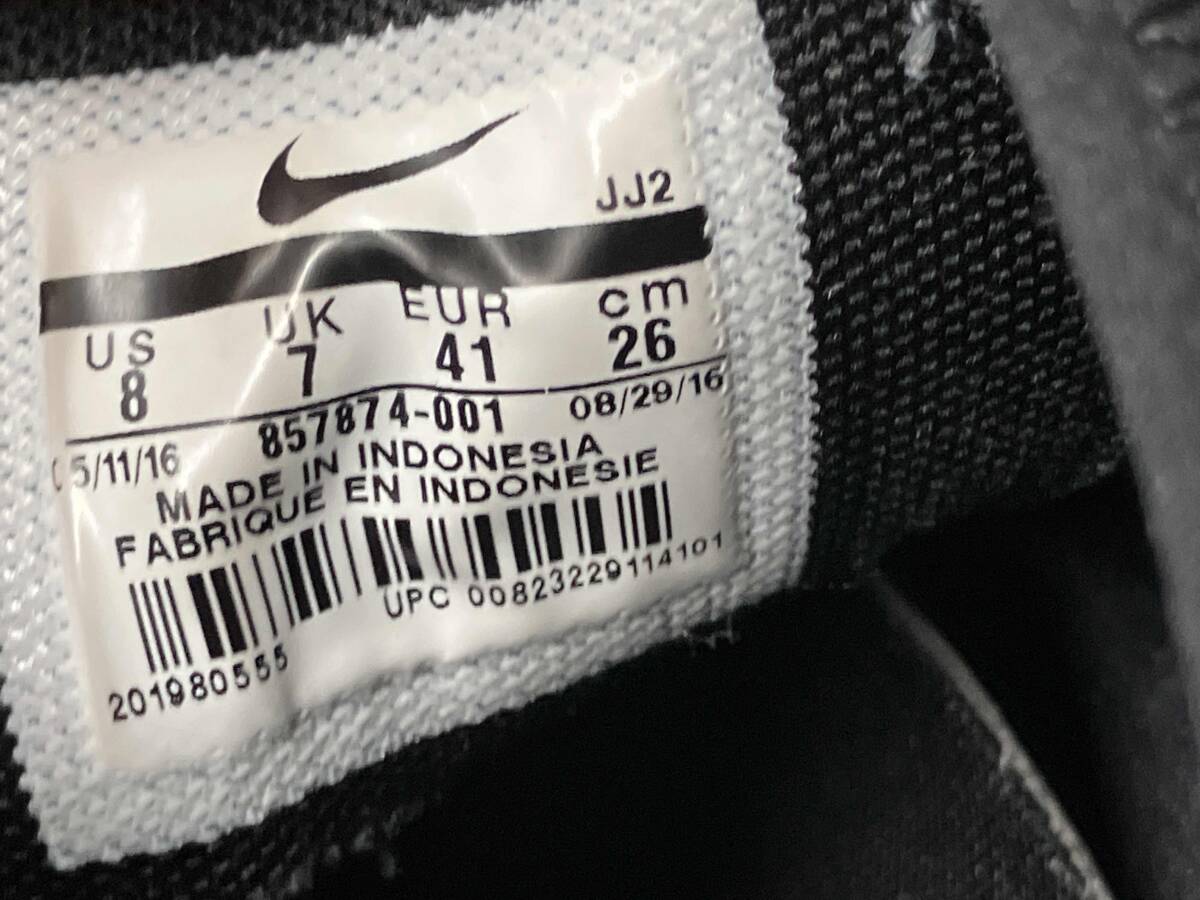 JJ2
US UK EUR cm
8 7 41 26
5/11/16 857874-001 08/29/16
MADE IN INDONESIA
FABRIQUE EN INDONESIE
UPC 00823229114101
201980555